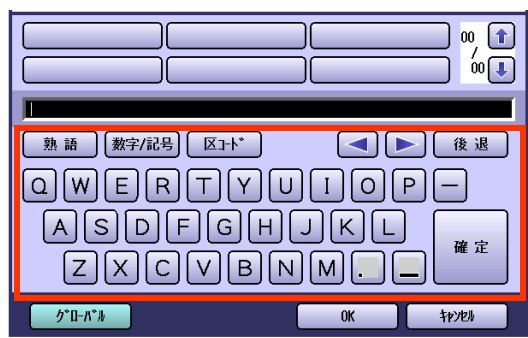 00
/
00
熟 語 数字/記号 区ｺｰﾄﾞ 後 退
Q W E R T Y U I O P －
A S D F G H J K L
確 定
Z X C V B N M . _
ｸﾞﾛｰﾊﾞﾙ OK ｷｬﾝｾﾙ